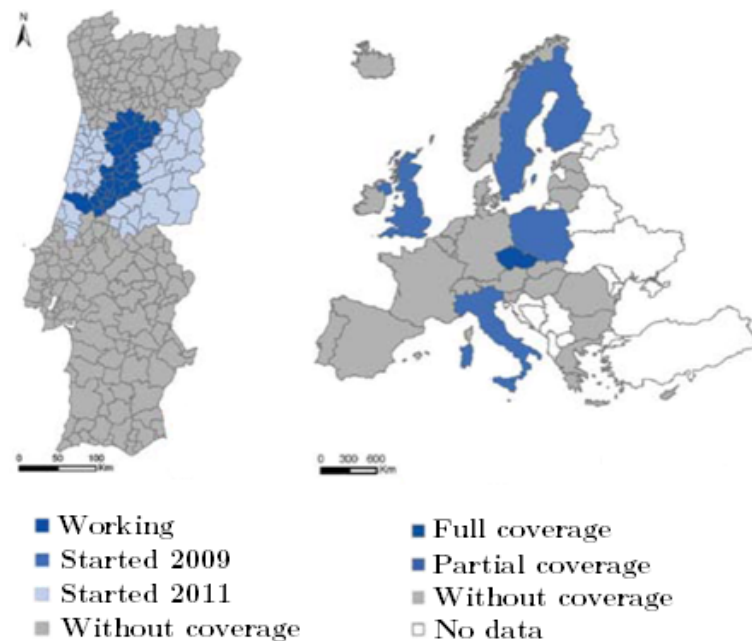 N
0 50 100
Km
0 300 600
Km
Working
Started 2009
Started 2011
Without coverage
Full coverage
Partial coverage
Without coverage
No data